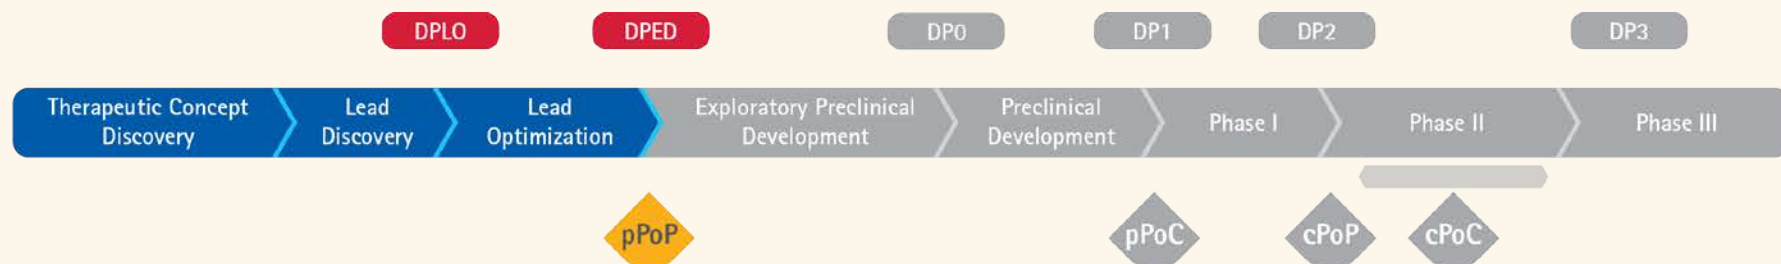 DPLO
DPED
DP0
DP1
DP2
DP3
Therapeutic Concept
Discovery
Lead
Discovery
Lead
Optimization
Exploratory Preclinical
Development
Preclinical
Development
Phase I
Phase II
Phase III
pPoP
pPoC
cPoP
cPoC